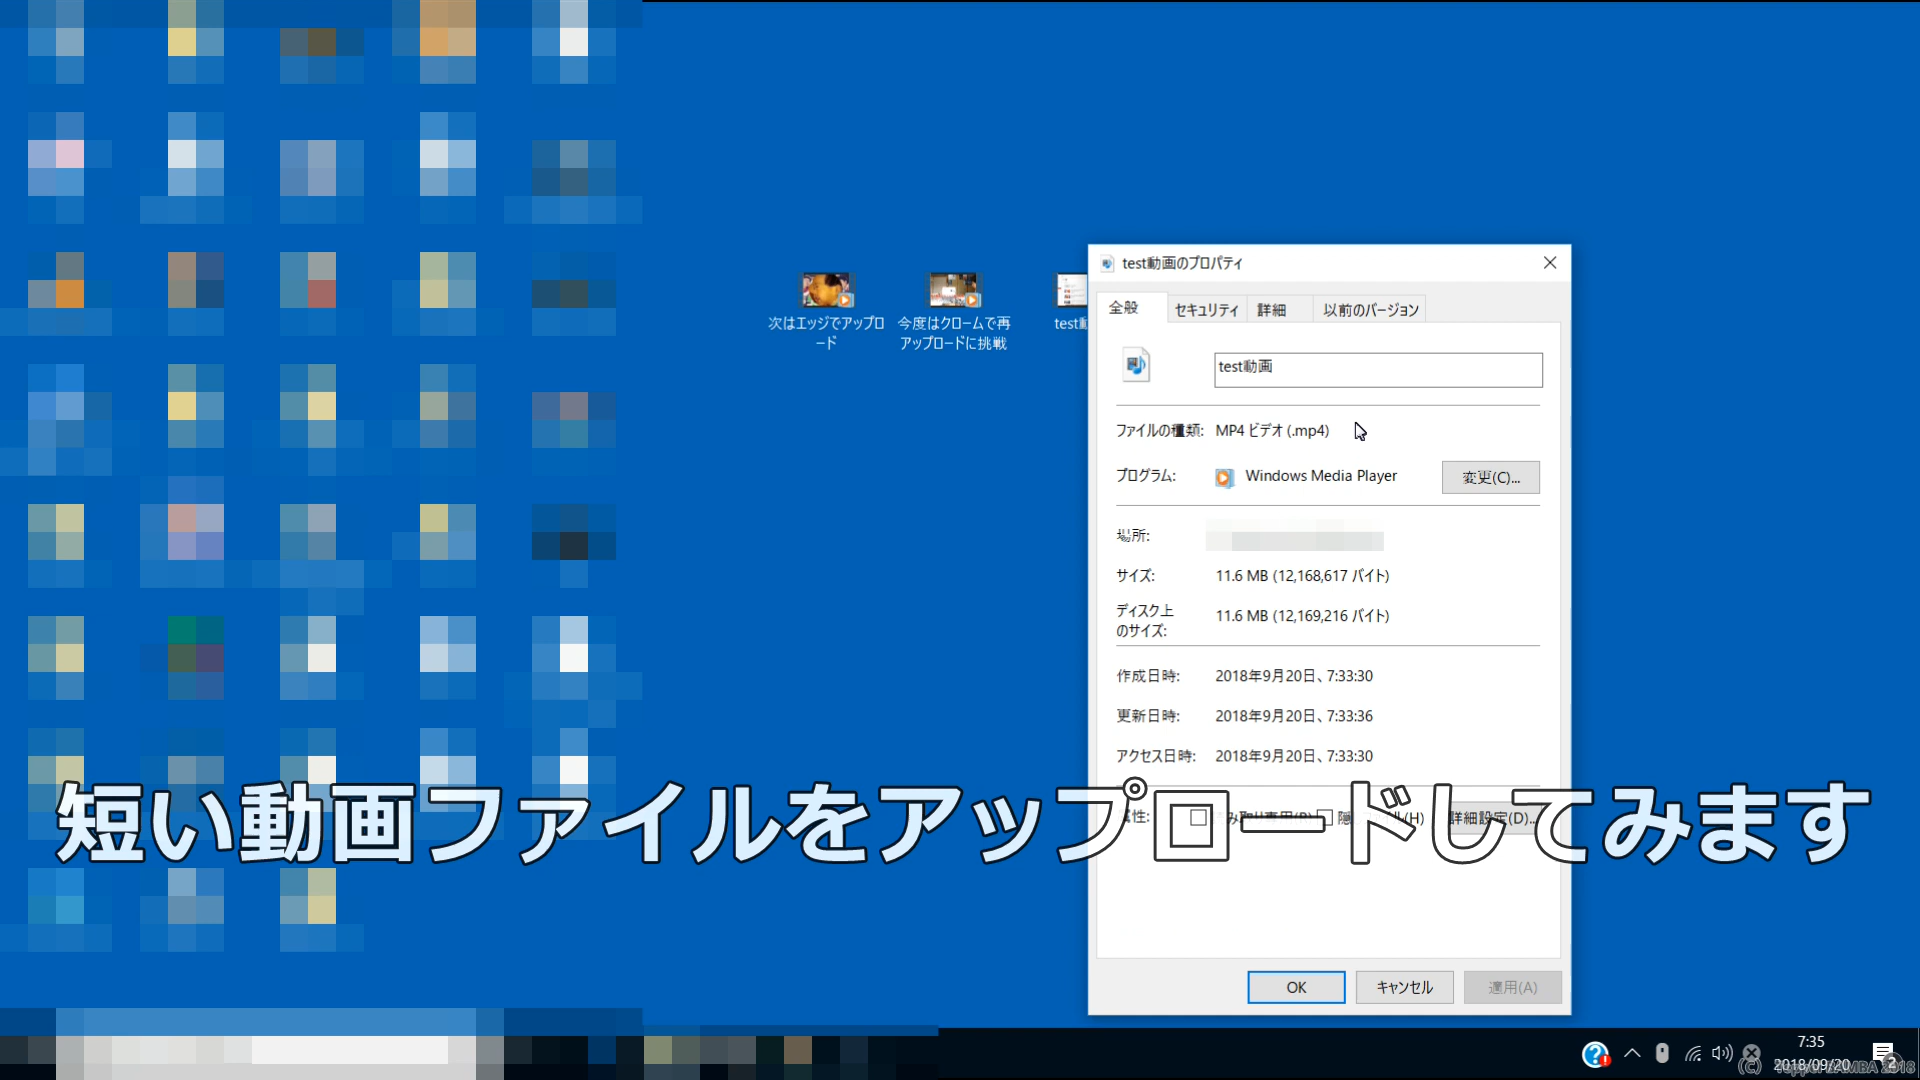 次はエッジでアップロ
ード
今度はクロームで再
アップロードに挑戦
test動
test動画のプロパティ
全般
セキュリティ
詳細
以前のバージョン
test動画
ファイルの種類: MP4 ビデオ (.mp4)
プログラム: Windows Media Player 変更(C)...
場所:
サイズ: 11.6 MB (12,168,617 バイト)
ディスク上
のサイズ: 11.6 MB (12,169,216 バイト)
作成日時: 2018年9月20日、7:33:30
更新日時: 2018年9月20日、7:33:36
アクセス日時: 2018年9月20日、7:33:30
短い動画ファイルをアップロードしてみます
OK キャンセル 適用(A)
7:35
2018/09/20
2